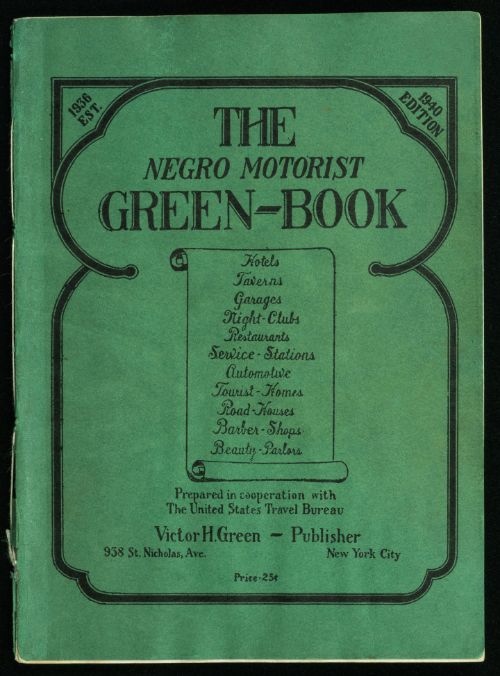 1936
EST.
1940
EDITION
THE
NEGRO MOTORIST
GREEN-BOOK
Hotels
Taverns
Garages
Night-Clubs
Restaurants
Service-Stations
Automotive
Tourist-Homes
Road-Houses
Barber-Shops
Beauty-Parlors
Prepared in cooperation with
The United States Travel Bureau
Victor H. Green – Publisher
938 St. Nicholas, Ave. New York City
Price-25¢